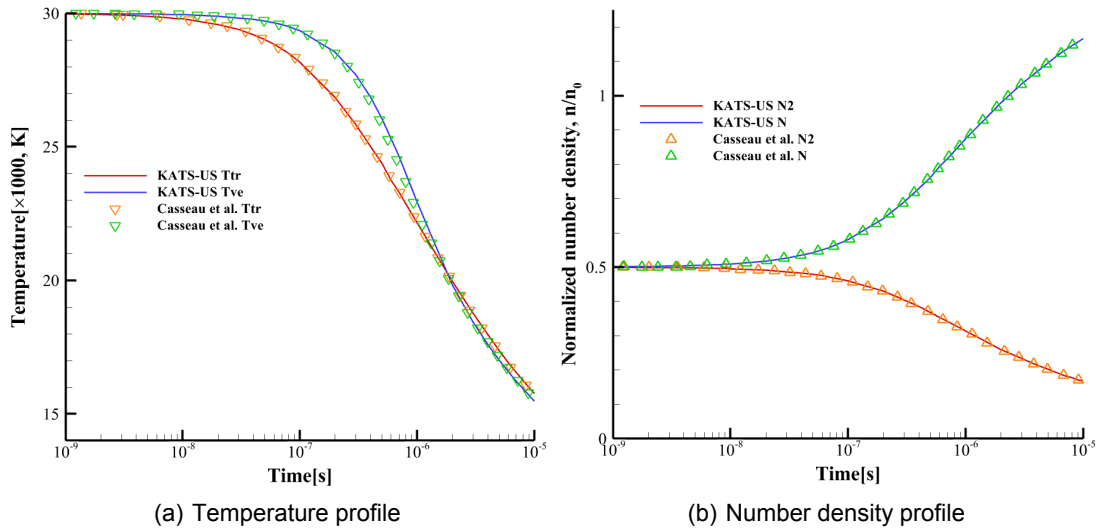 30
25
20
15
Temperature[×1000, K]
KATS-US Ttr
KATS-US Tve
Casseau et al. Ttr
Casseau et al. Tve
10-9
10-8
10-7
10-6
10-5
Time[s]
(a) Temperature profile
1
0.5
0
Normalized number density, n/n0
KATS-US N2
KATS-US N
Casseau et al. N2
Casseau et al. N
10-9
10-8
10-7
10-6
10-5
Time[s]
(b) Number density profile